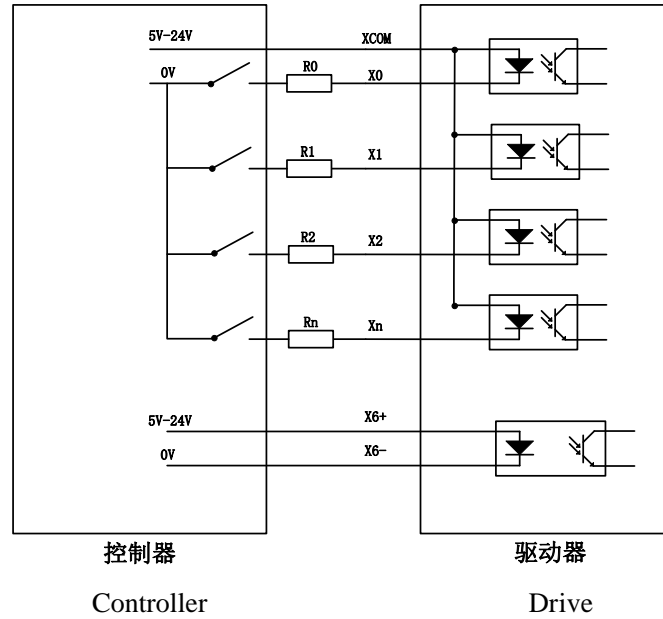 5V-24V XCOM
0V R0 X0
R1 X1
R2 X2
Rn Xn
5V-24V X6+
0V X6-
控制器 驱动器
Controller Drive